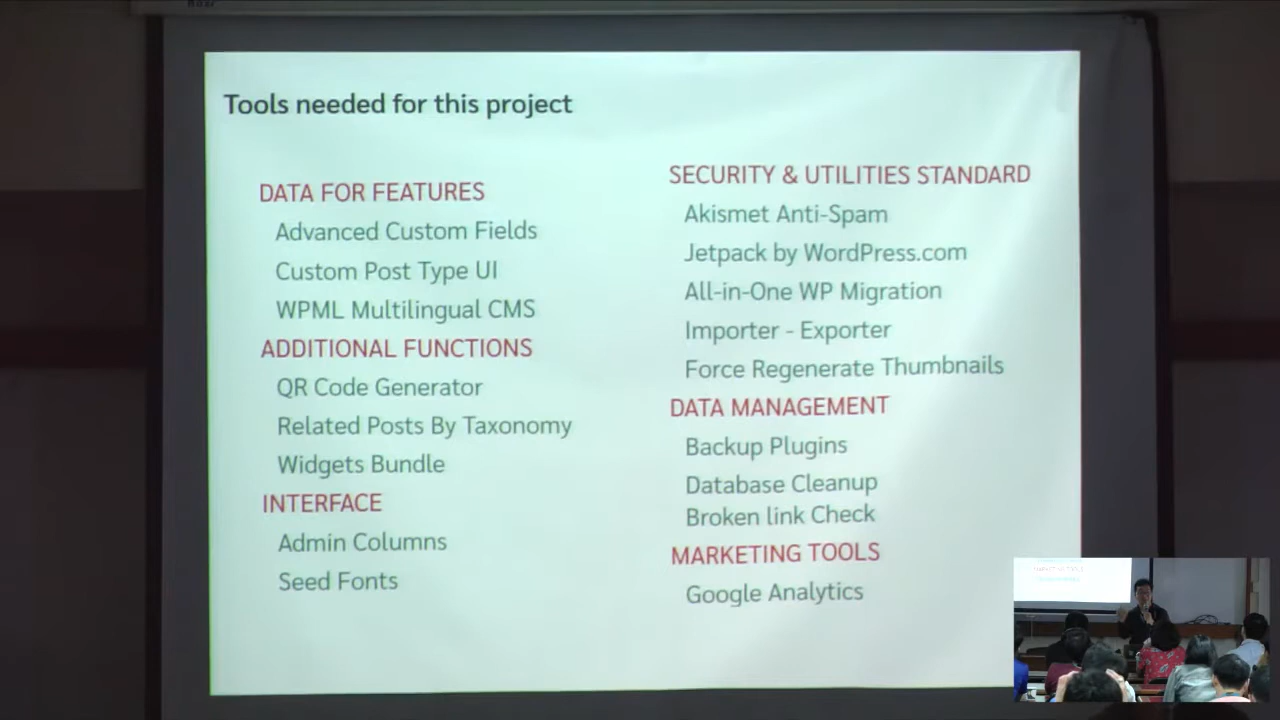 Tools needed for this project
DATA FOR FEATURES
Advanced Custom Fields
Custom Post Type UI
WPML Multilingual CMS
ADDITIONAL FUNCTIONS
QR Code Generator
Related Posts By Taxonomy
Widgets Bundle
INTERFACE
Admin Columns
Seed Fonts
SECURITY & UTILITIES STANDARD
Akismet Anti-Spam
Jetpack by WordPress.com
All-in-One WP Migration
Importer - Exporter
Force Regenerate Thumbnails
DATA MANAGEMENT
Backup Plugins
Database Cleanup
Broken link Check
MARKETING TOOLS
Google Analytics
MARKETING TOOLS